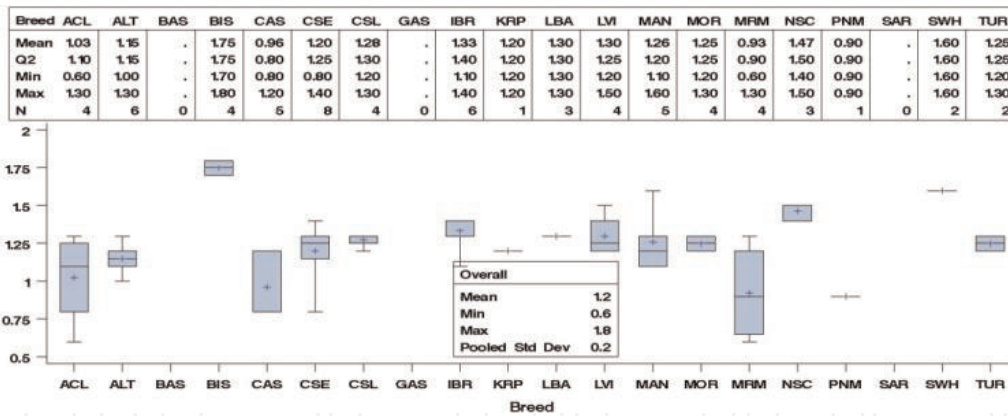 Breed ACL ALT BAS BIS CAS CSE CSL GAS IBR KRP LBA LVI MAN MOR MRM NSC PNM SAR SWH TUR
Mean 1.03 1.15 . 1.75 0.96 1.20 1.28 . 1.33 1.20 1.30 1.30 1.26 1.25 0.93 1.47 0.90 . 1.60 1.25
Q2 1.10 1.15 . 1.75 0.80 1.25 1.30 . 1.40 1.20 1.30 1.25 1.20 1.25 0.90 1.50 0.90 . 1.60 1.25
Min 0.60 1.00 . 1.70 0.80 0.80 1.20 . 1.10 1.20 1.30 1.20 1.10 1.20 0.60 1.40 0.90 . 1.60 1.20
Max 1.30 1.30 . 1.80 1.20 1.40 1.30 . 1.40 1.20 1.30 1.50 1.60 1.30 1.30 1.50 0.90 . 1.60 1.30
N 4 6 0 4 5 8 4 0 6 1 3 4 5 4 4 3 1 0 2 2
2
1.75
1.5
1.25
1
0.75
0.5
Overall
Mean 1.2
Min 0.6
Max 1.8
Pooled Std Dev 0.2
ACL ALT BAS BIS CAS CSE CSL GAS IBR KRP LBA LVI MAN MOR MRM NSC PNM SAR SWH TUR
Breed